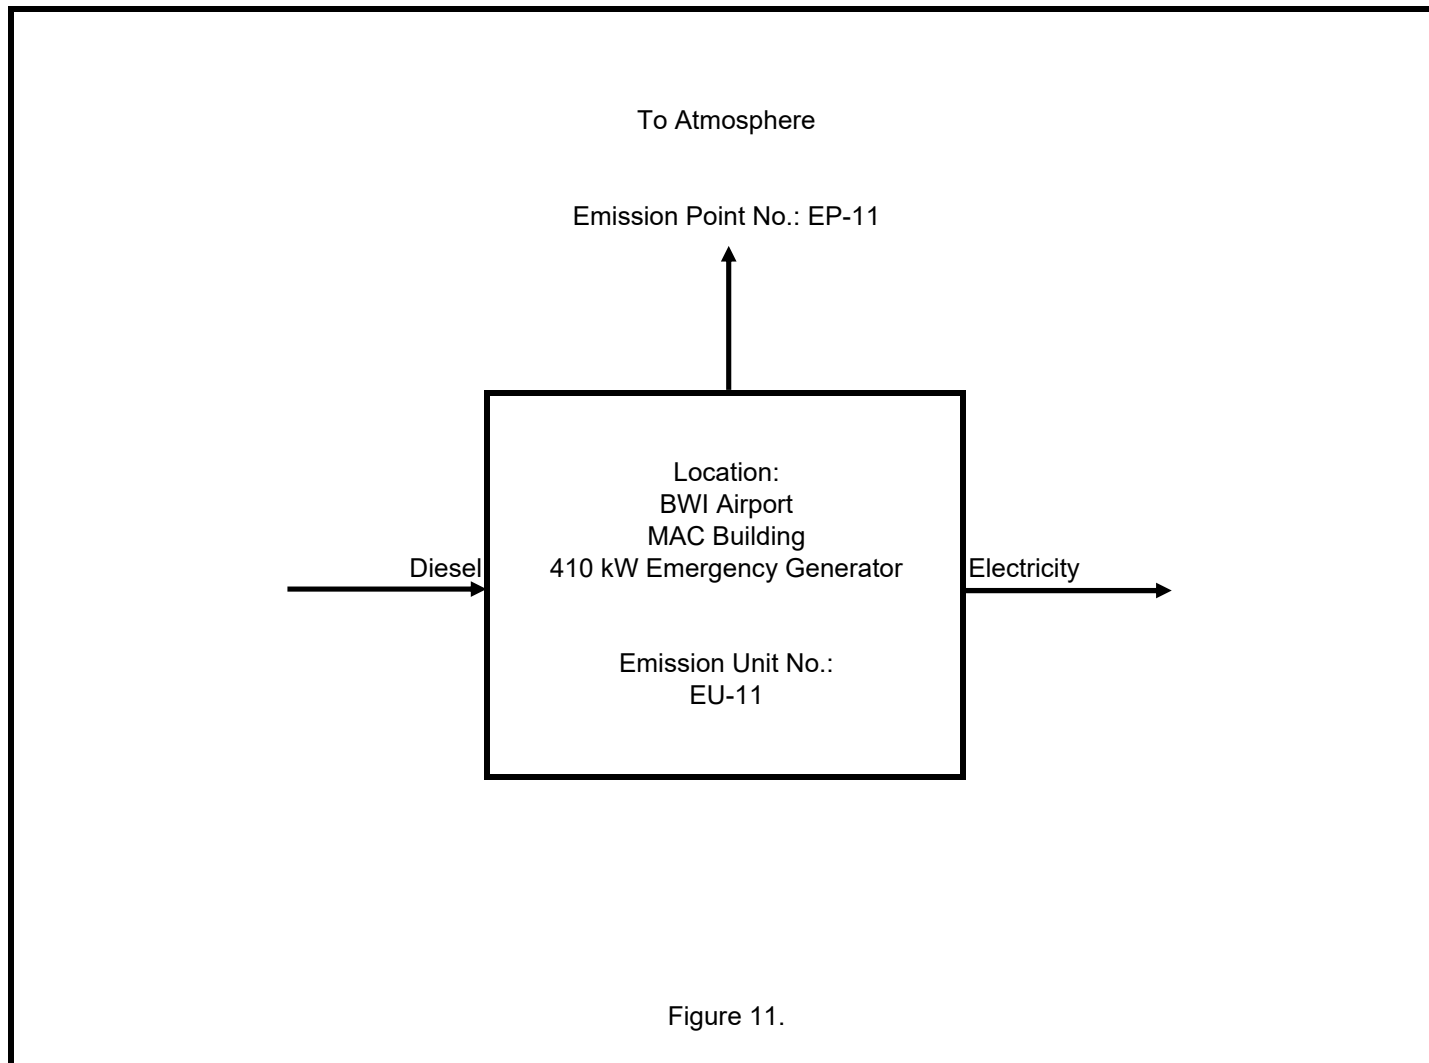 To Atmosphere
Emission Point No.: EP-11
Location:
BWI Airport
MAC Building
410 kW Emergency Generator
Diesel
Electricity
Emission Unit No.:
EU-11
Figure 11.